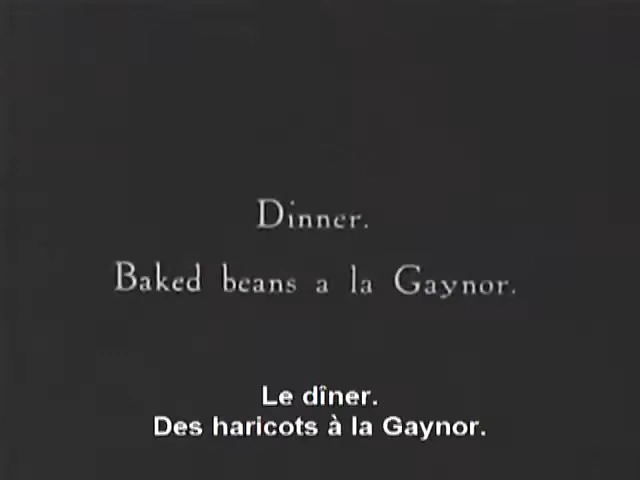 Dinner.
Baked beans a la Gaynor.
Le dîner.
Des haricots à la Gaynor.